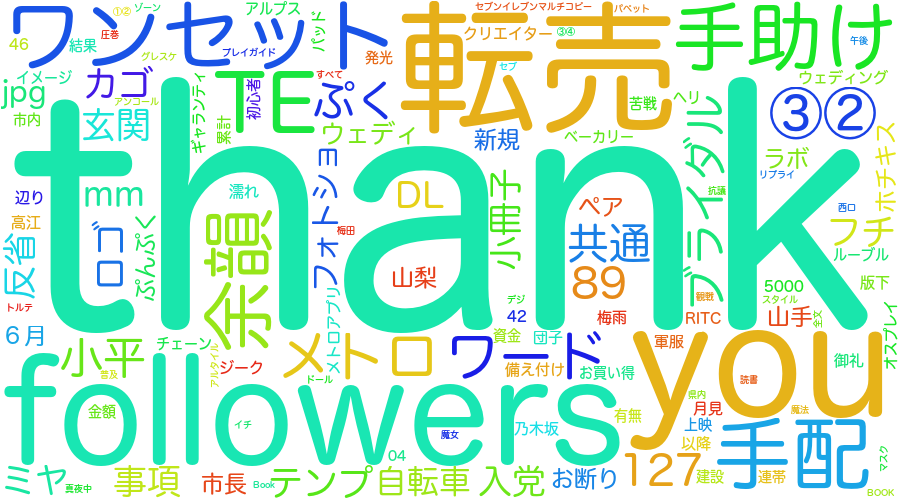 ワンセット
転売
手助け
thank
you
followers
①②
ゾーン
アルプス
パッド
セブンイレブンマルチコピー
パペット
クリエイター
③④
午後
46
結果
圧巻
グレスケ
プレイガイド
発光
セブ
jpg
イメージ
カゴ
アンコール
TE
すべて
ぷく
苦戦
ヘリ
ウェディング
③②
市内
玄関
ギャランティ
累計
初心者
ウェディ
新規
ベーカリー
ブライダル
ラボ
ホチキス
リプライ
抗議
辺り
mm
濡れ
フォトショ
DL
小冊子
ペア
西口
フチ
高江
ロゴ
ぷんぷく
余韻
梅田
共通
ルーブル
反省
山梨
89
観戦
5000
版下
トルテ
メトロアプリ
デジ
42
梅雨
RITC
スタイル
山手
全文
オスプレイ
6月
小平
チェーン
メトロ
資金
団子
ワード
軍服
御礼
アルタイル
ジーク
備え付け
お買い得
普及
ドール
読書
金額
イチ
魔女
乃木坂
有無
県内
月見
魔法
上映
手配
以降
マスク
04
127
建設
連帯
ミヤ
真夜中
事項
市長
Book
テンプ
自転車
入党
お断り
BOOK